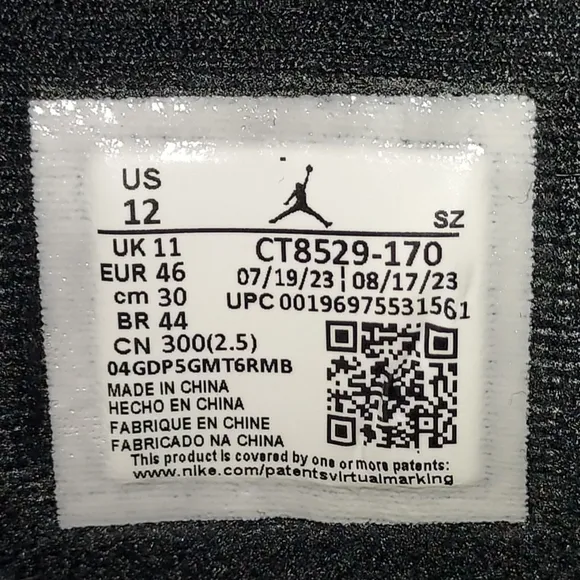 US
12
SZ
UK 11
CT8529-170
EUR 46
07/19/23 | 08/17/23
cm 30
UPC 00196975531561
BR 44
CN 300(2.5)
04GDP5GMT6RMB
MADE IN CHINA
HECHO EN CHINA
FABRIQUE EN CHINE
FABRICADO NA CHINA
This product is covered by one or more patents:
www.nike.com/patentsvirtualmarking